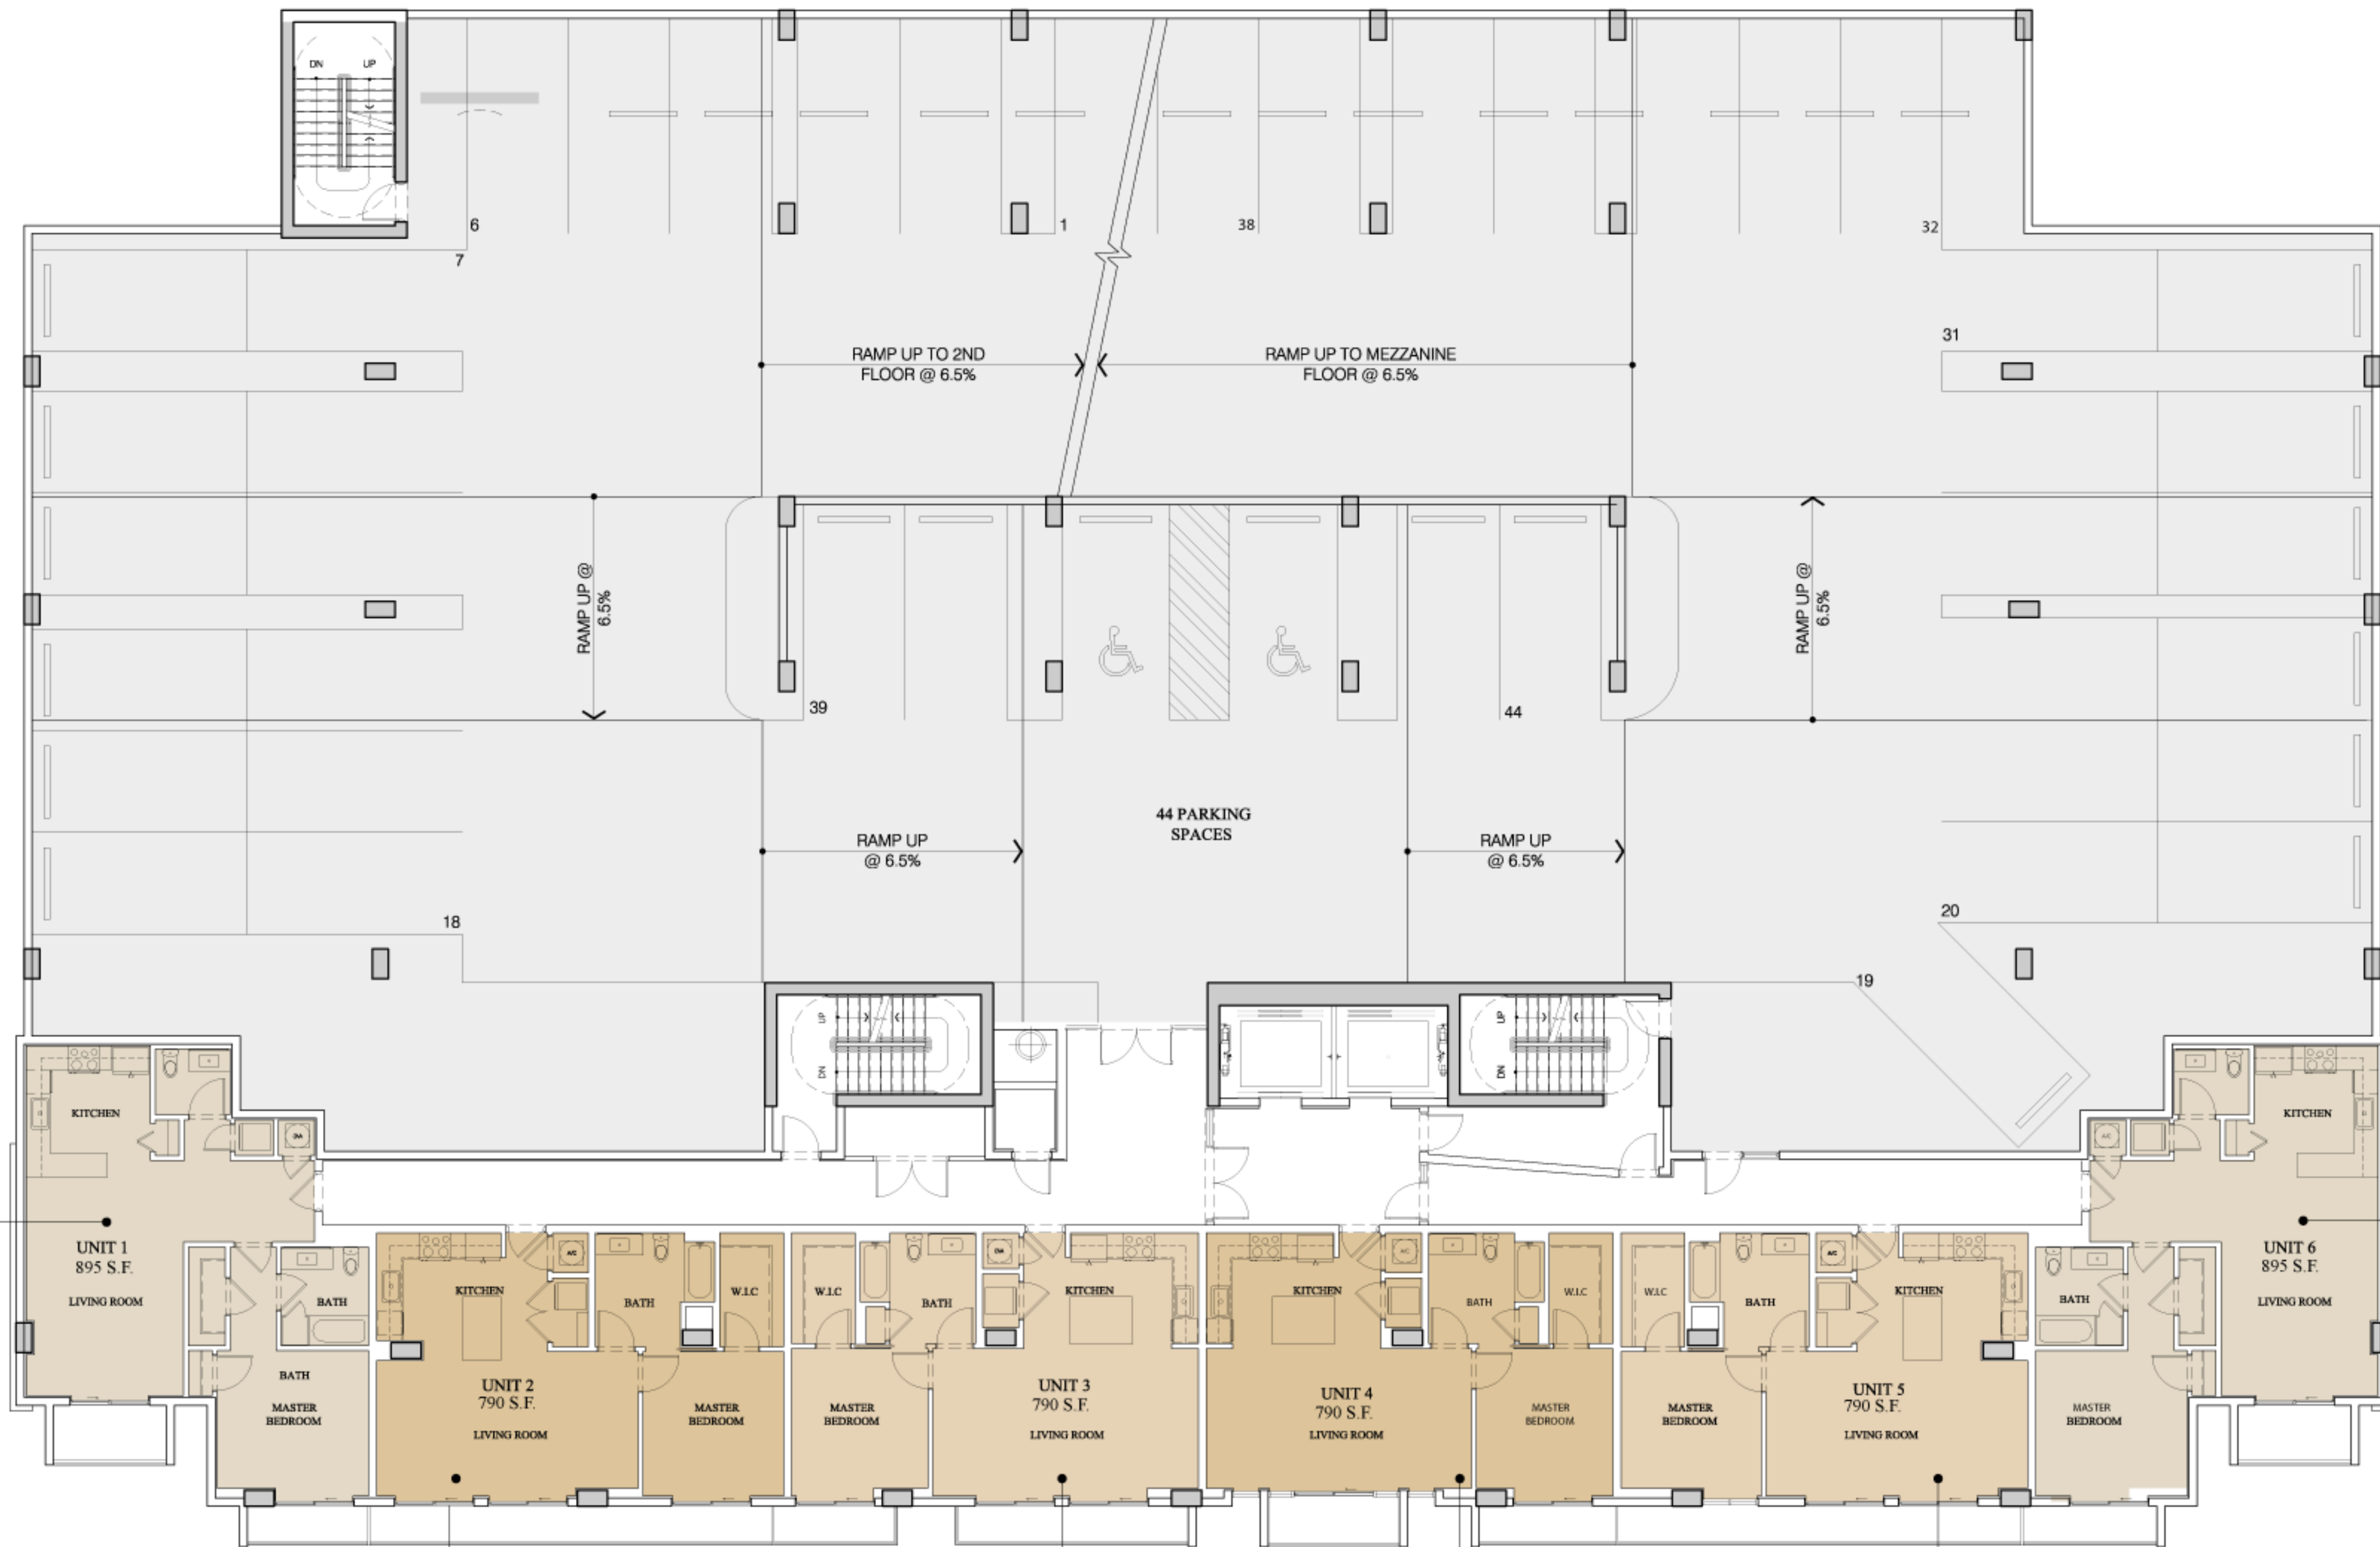 DN UP
6
1
38
32
7
31
RAMP UP TO 2ND
FLOOR @ 6.5%
RAMP UP TO MEZZANINE
FLOOR @ 6.5%
RAMP UP @
6.5%
RAMP UP @
6.5%
39
44
44 PARKING
SPACES
RAMP UP
@ 6.5%
RAMP UP
@ 6.5%
18
20
19
UP
DN
UP
DN
KITCHEN
UNIT 1
895 S.F.
LIVING ROOM
BATH
BATH
MASTER
BEDROOM
A/C
KITCHEN
BATH
W.I.C
UNIT 2
790 S.F.
LIVING ROOM
MASTER
BEDROOM
W.I.C
BATH
KITCHEN
MASTER
BEDROOM
UNIT 3
790 S.F.
LIVING ROOM
KITCHEN
A/C
BATH
W.I.C
UNIT 4
790 S.F.
LIVING ROOM
MASTER
BEDROOM
W.I.C
BATH
A/C
KITCHEN
MASTER
BEDROOM
UNIT 5
790 S.F.
LIVING ROOM
A/C
KITCHEN
UNIT 6
895 S.F.
LIVING ROOM
BATH
MASTER
BEDROOM